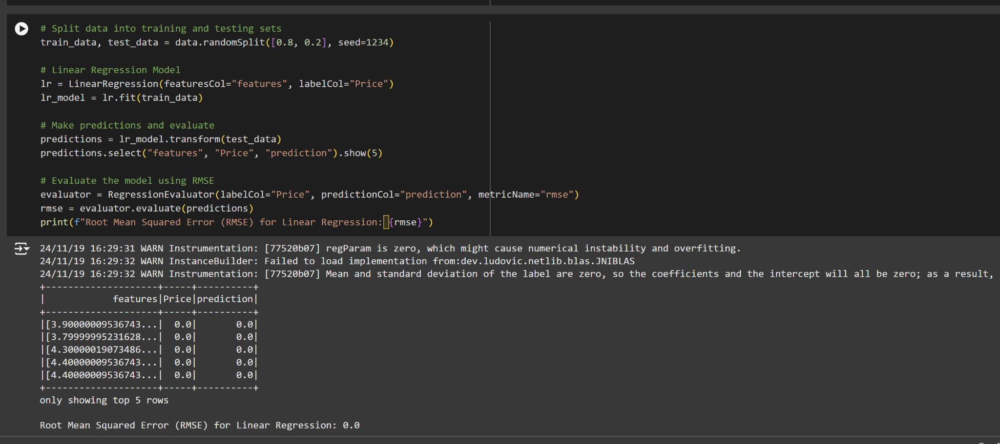 # Split data into training and testing sets
train_data, test_data = data.randomSplit([0.8, 0.2], seed=1234)
# Linear Regression Model
lr = LinearRegression(featuresCol="features", labelCol="Price")
lr_model = lr.fit(train_data)
# Make predictions and evaluate
predictions = lr_model.transform(test_data)
predictions.select("features", "Price", "prediction").show(5)
# Evaluate the model using RMSE
evaluator = RegressionEvaluator(labelCol="Price", predictionCol="prediction", metricName="rmse")
rmse = evaluator.evaluate(predictions)
print(f"Root Mean Squared Error (RMSE) for Linear Regression: {rmse}")
24/11/19 16:29:31 WARN Instrumentation: [77520b07] regParam is zero, which might cause numerical instability and overfitting.
24/11/19 16:29:32 WARN InstanceBuilder: Failed to load implementation from:dev.ludovic.netlib.blas.JNIBLAS
24/11/19 16:29:32 WARN Instrumentation: [77520b07] Mean and standard deviation of the label are zero, so the coefficients and the intercept will all be zero; as a result,
+--------------------+-----+----------+
|            features|Price|prediction|
+--------------------+-----+----------+
|[3.90000009536743...|  0.0|       0.0|
|[3.79999995231628...|  0.0|       0.0|
|[4.30000019073486...|  0.0|       0.0|
|[4.40000009536743...|  0.0|       0.0|
|[4.40000009536743...|  0.0|       0.0|
+--------------------+-----+----------+
only showing top 5 rows
Root Mean Squared Error (RMSE) for Linear Regression: 0.0